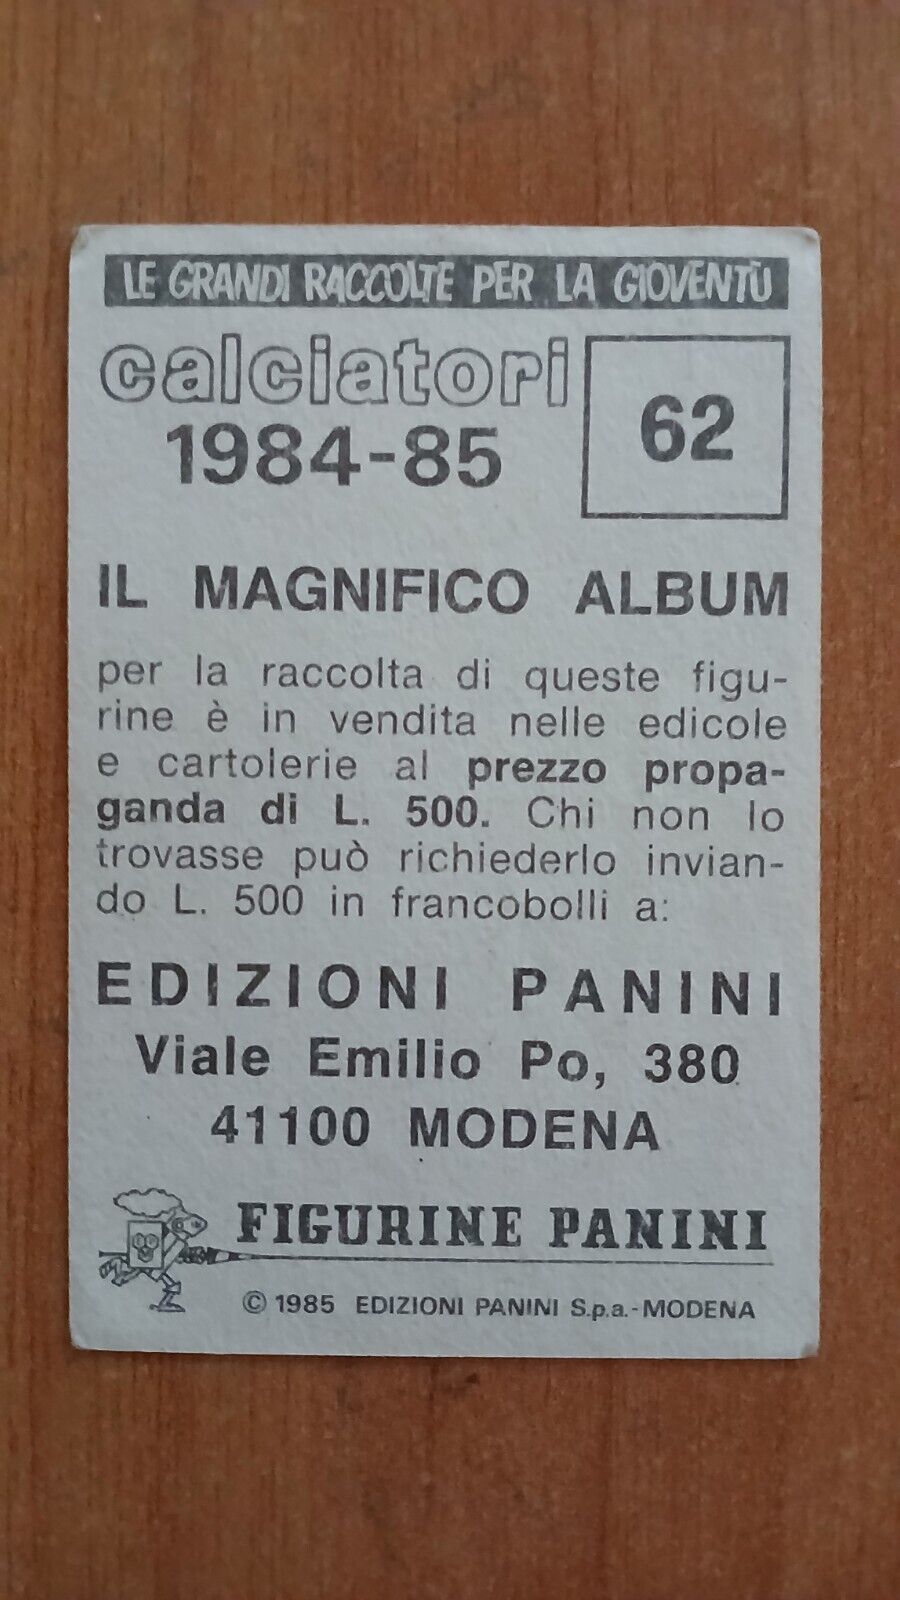 LE GRANDI RACCOLTE PER LA GIOVENTÙ
calciatori
1984-85
62
IL MAGNIFICO ALBUM
per la raccolta di queste figu-
rine è in vendita nelle edicole
e cartolerie al prezzo propa-
ganda di L. 500. Chi non lo
trovasse può richiederlo invian-
do L. 500 in francobolli a:
EDIZIONI PANINI
Viale Emilio Po, 380
41100 MODENA
FIGURINE PANINI
© 1985 EDIZIONI PANINI S.p.a.-MODENA